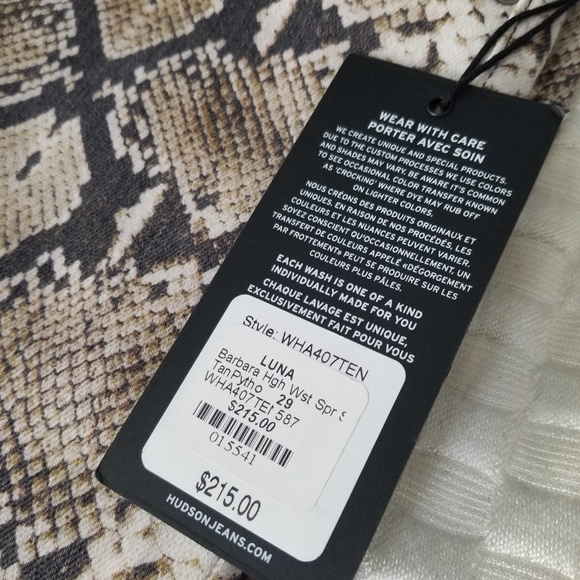 WEAR WITH CARE
PORTER AVEC SOIN
WE CREATE UNIQUE AND SPECIAL PRODUCTS.
DUE TO THE CUSTOM PROCESSES WE USE COLORS
AND SHADES MAY VARY. BE AWARE IT'S COMMON
TO SEE OCCASIONAL COLOR TRANSFER KNOWN
AS 'CROCKING' WHERE DYE MAY RUB OFF
ON LIGHTER COLORS.
NOUS CRÉONS DES PRODUITS ORIGINAUX ET
UNIQUES. EN RAISON DE NOS PROCÉDÉS, LES
COULEURS ET LES NUANCES PEUVENT VARIER.
SOYEZ CONSCIENT QU'OCCASIONNELLEMENT, UN
TRANSFERT DE COULEURS APPELÉ «DÉGORGEMENT
PAR FROTTEMENT» PEUT SE PRODUIRE SUR LES
COULEURS PLUS PÂLES.
EACH WASH IS ONE OF A KIND
INDIVIDUALLY MADE FOR YOU
CHAQUE LAVAGE EST UNIQUE,
EXCLUSIVEMENT FAIT POUR VOUS
Style: WHA407TEN
LUNA
Barbara Hgh Wst Spr S
TanPytho 29
WHA407TEN 587
$215.00
015541
$215.00
HUDSONJEANS.COM